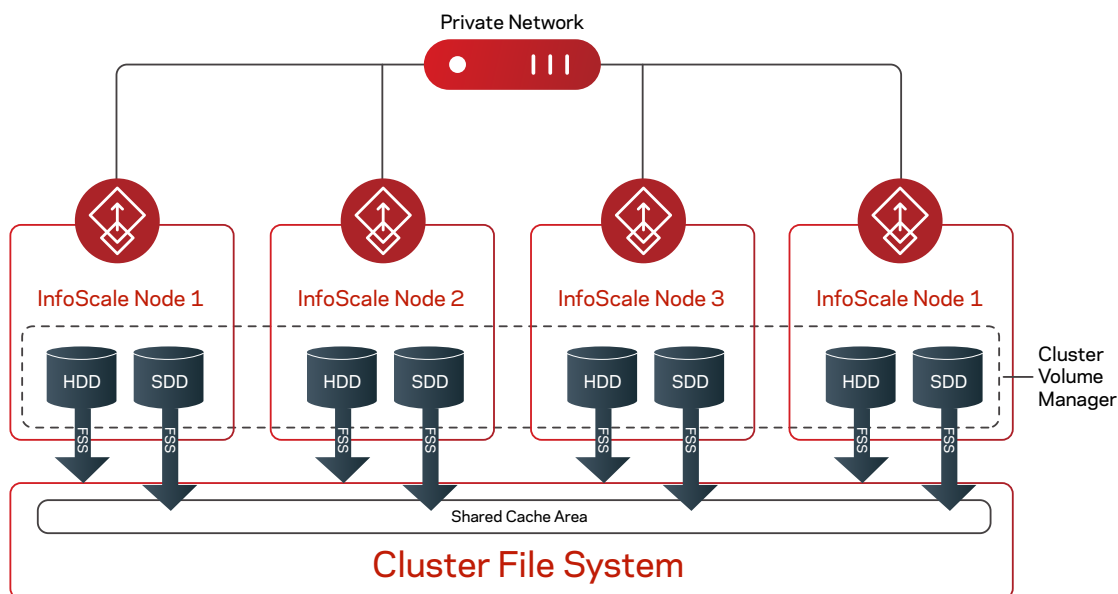 Private Network
InfoScale Node 1
InfoScale Node 2
InfoScale Node 3
InfoScale Node 1
HDD
SDD
HDD
SDD
HDD
SDD
HDD
SDD
Cluster
Volume
Manager
FSS
FSS
FSS
FSS
FSS
FSS
FSS
FSS
Shared Cache Area
Cluster File System